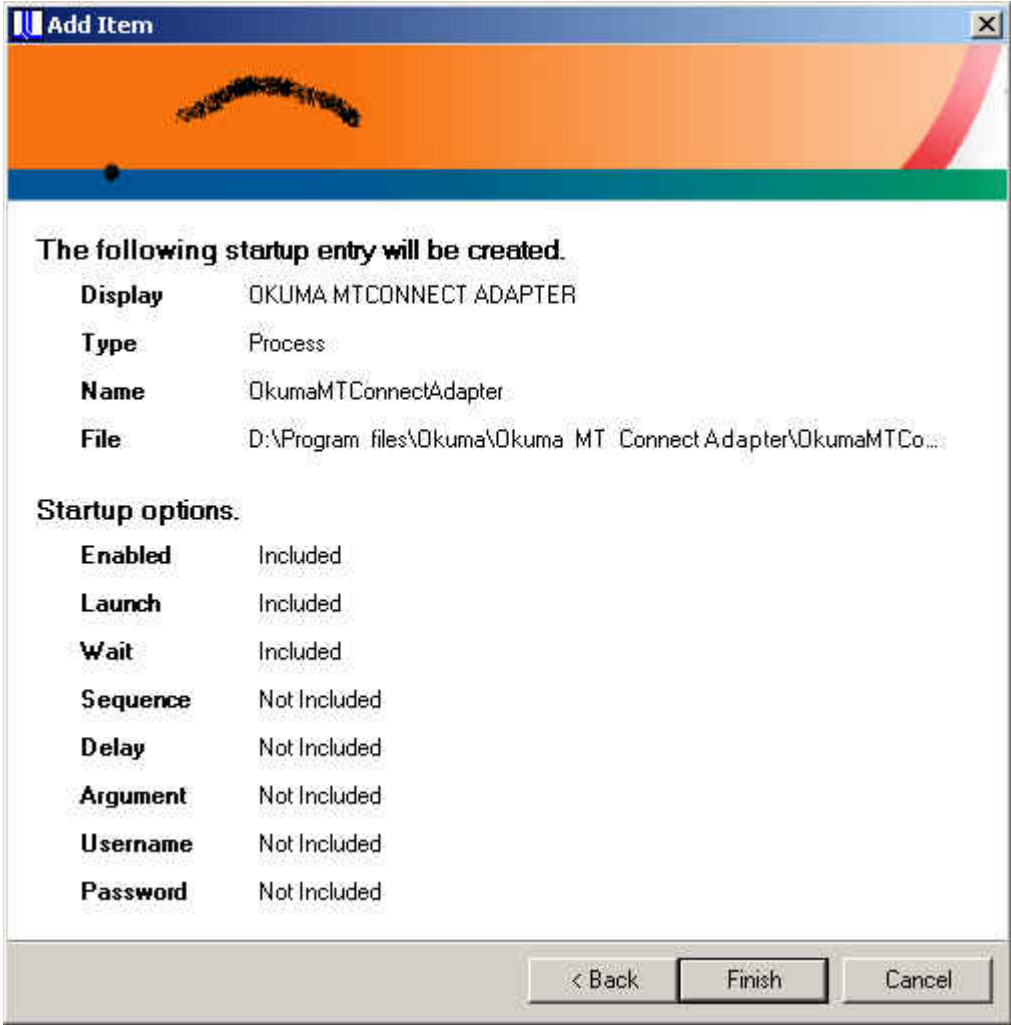 Add Item
The following startup entry will be created.
Display OKUMA MTCONNECT ADAPTER
Type Process
Name OkumaMTConnectAdapter
File D:\Program files\Okuma\Okuma MT Connect Adapter\OkumaMTCo...
Startup options.
Enabled Included
Launch Included
Wait Included
Sequence Not Included
Delay Not Included
Argument Not Included
Username Not Included
Password Not Included
< Back Finish Cancel